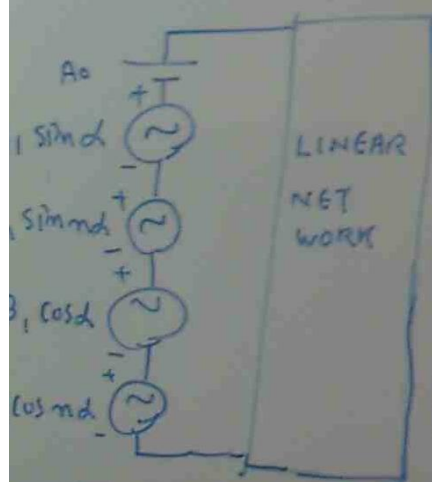 A₀
+
, sin α
-
LINEAR
+
sin nα
NET
-
WORK
+
B₁ cos α
-
+
cos nα
-